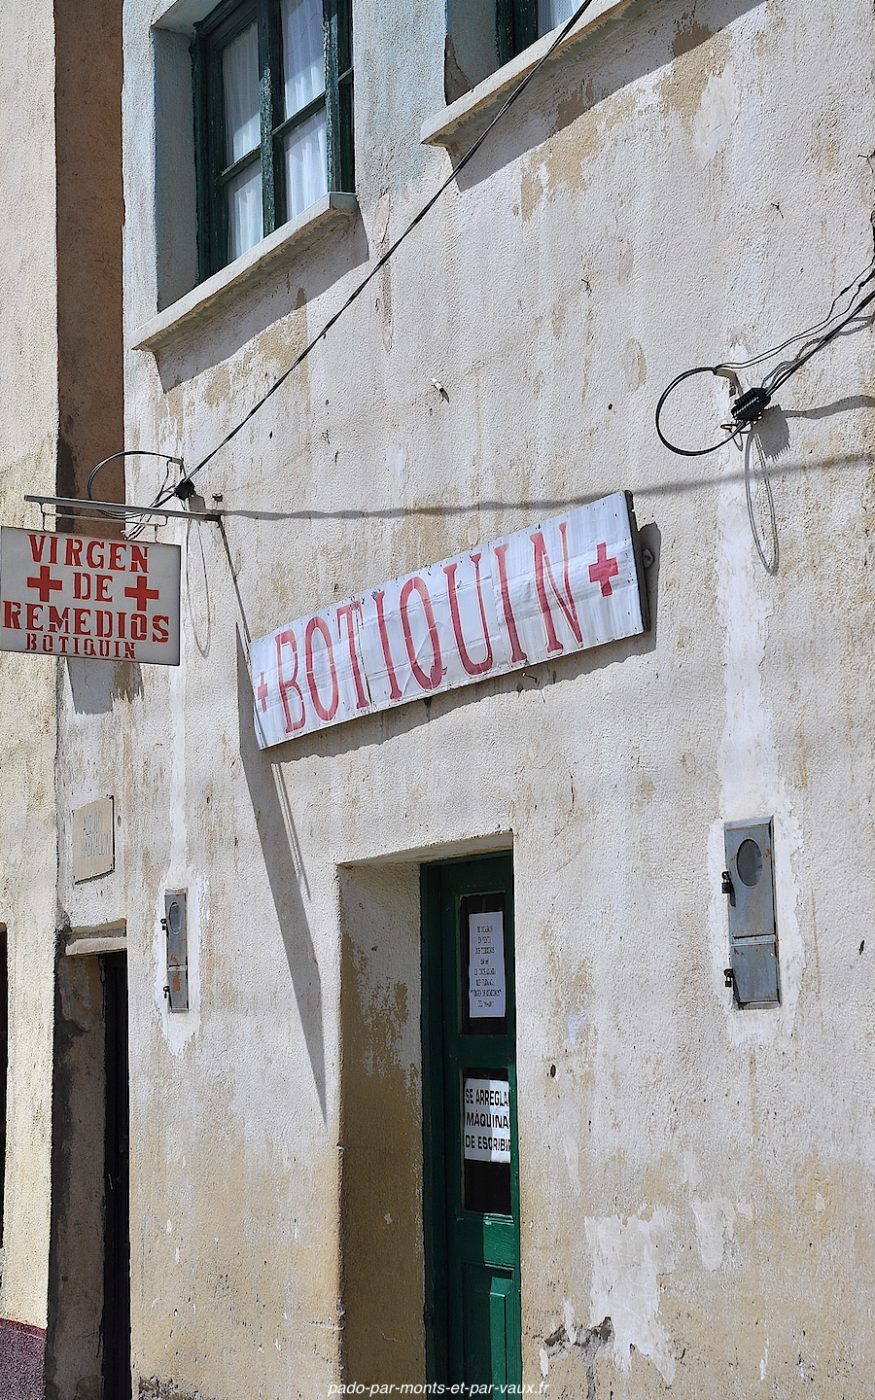 VIRGEN
+ DE +
REMEDIOS
BOTIQUIN
+ BOTIQUIN +
SE ARREGLA
MAQUINA
DE ESCRIBIR
pado-par-monts-et-par-vaux.fr